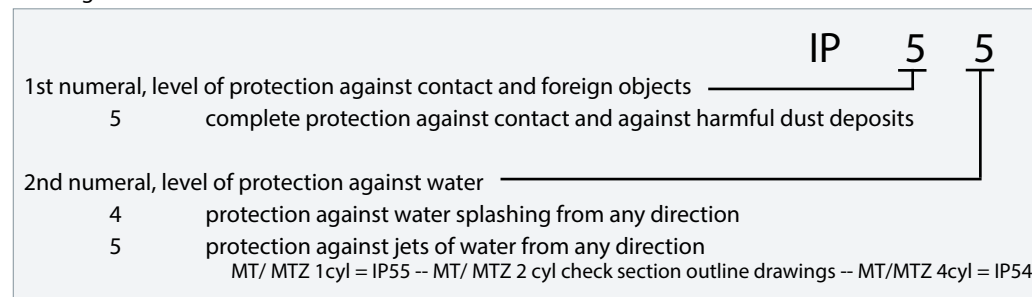 IP 5 5
1st numeral, level of protection against contact and foreign objects
5 complete protection against contact and against harmful dust deposits
2nd numeral, level of protection against water
4 protection against water splashing from any direction
5 protection against jets of water from any direction
MT/ MTZ 1cyl = IP55 -- MT/ MTZ 2 cyl check section outline drawings -- MT/MTZ 4cyl = IP54